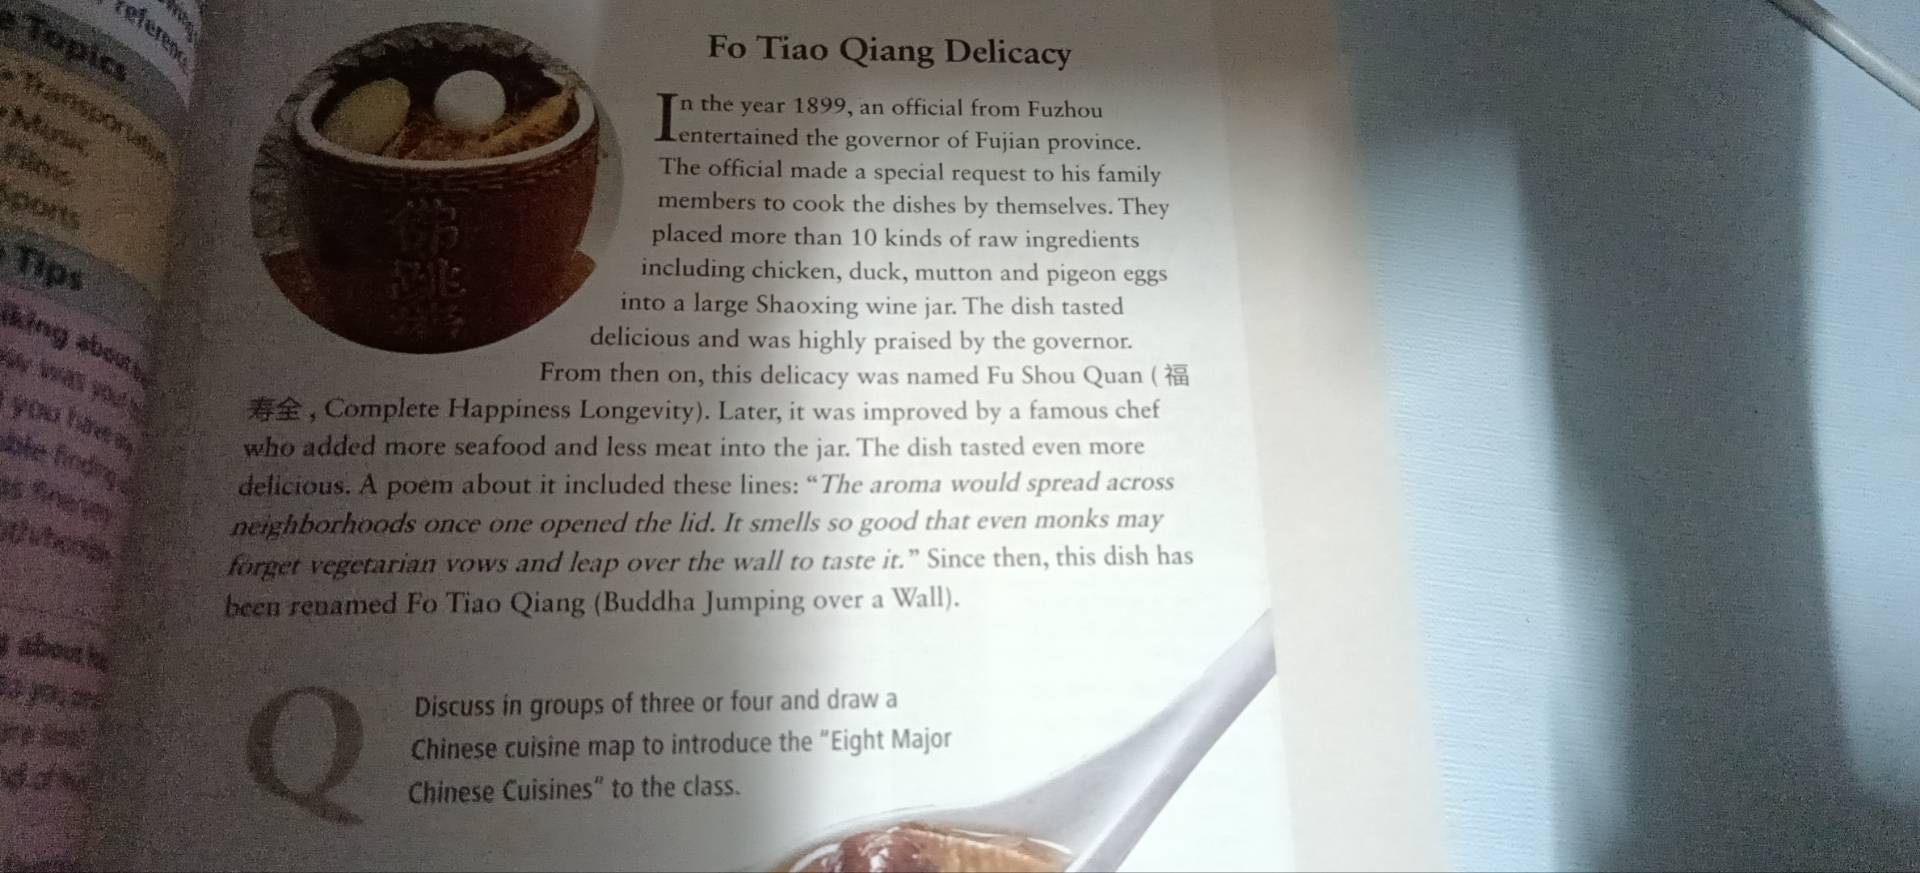 reference
Topics
Transportation
Music
Films
Sports
Tips
佛
跳
墙
Fo Tiao Qiang Delicacy
In the year 1899, an official from Fuzhou
entertained the governor of Fujian province.
The official made a special request to his family
members to cook the dishes by themselves. They
placed more than 10 kinds of raw ingredients
including chicken, duck, mutton and pigeon eggs
into a large Shaoxing wine jar. The dish tasted
delicious and was highly praised by the governor.
From then on, this delicacy was named Fu Shou Quan ( 福
寿全 , Complete Happiness Longevity). Later, it was improved by a famous chef
who added more seafood and less meat into the jar. The dish tasted even more
delicious. A poem about it included these lines: “The aroma would spread across
neighborhoods once one opened the lid. It smells so good that even monks may
forget vegetarian vows and leap over the wall to taste it.” Since then, this dish has
been renamed Fo Tiao Qiang (Buddha Jumping over a Wall).
Q
Discuss in groups of three or four and draw a
Chinese cuisine map to introduce the “Eight Major
Chinese Cuisines” to the class.